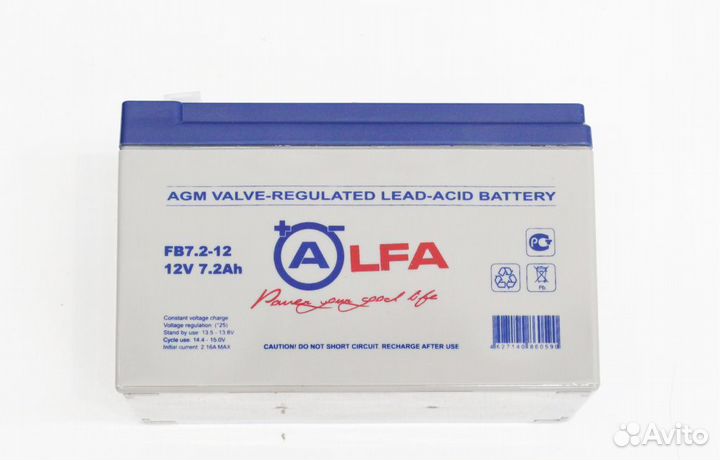 AGM VALVE-REGULATED LEAD-ACID BATTERY
FB7.2-12
12V 7.2Ah
+ −
ALFA
Power your good life
Constant voltage charge
Voltage regulation (°25)
Stand by use: 13.5 - 13.8V
Cycle use: 14.4 - 15.0V
Initial current: 2.16A MAX
CAUTION! DO NOT SHORT CIRCUIT RECHARGE AFTER USE
Pb
4627140860590
Avito